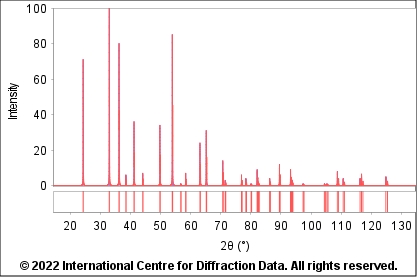 100
80
60
40
20
0
Intensity
20 30 40 50 60 70 80 90 100 110 120 130
2θ (°)
© 2022 International Centre for Diffraction Data. All rights reserved.